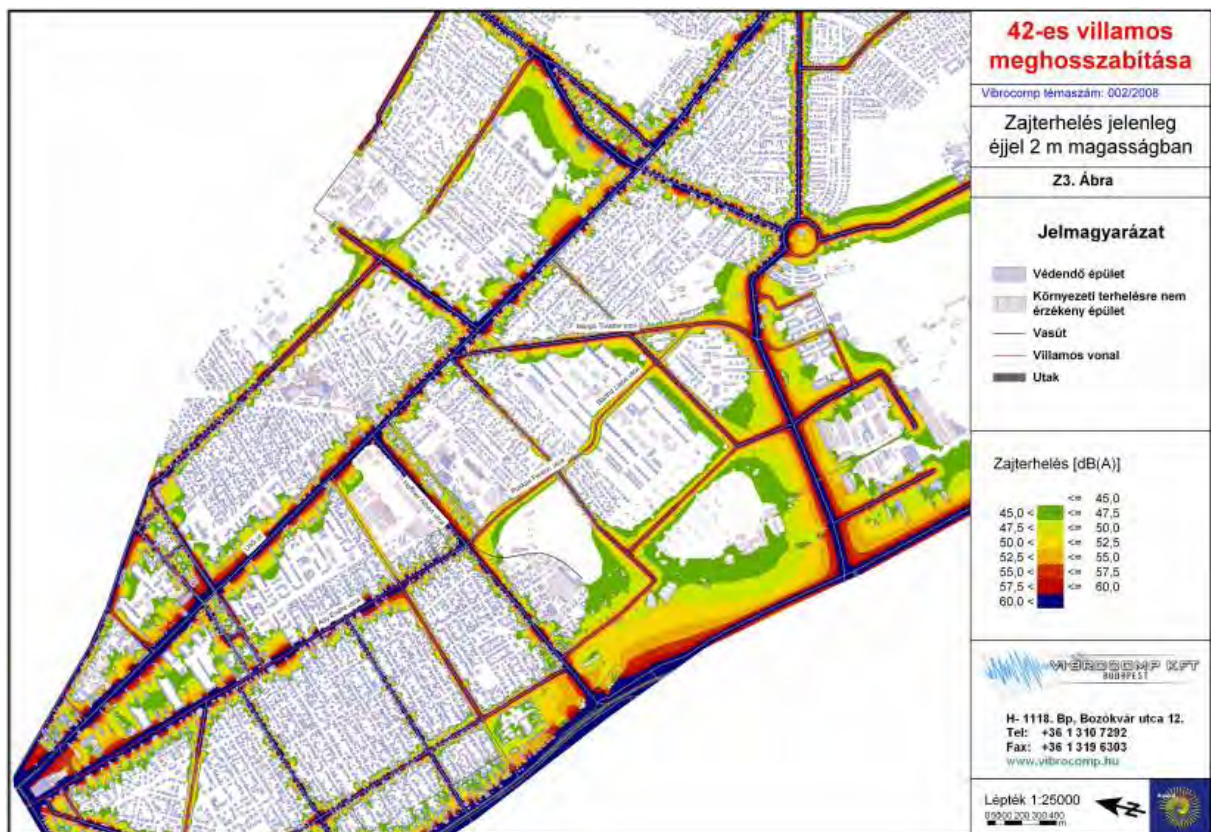 42-es villamos
meghosszabítása
Vibrocomp témaszám: 002/2008
Zajterhelés jelenleg
éjjel 2 m magasságban
Z3. Ábra
Jelmagyarázat
Védendő épület
Környezeti terhelésre nem
érzékeny épület
Vasút
Villamos vonal
Utak
Zajterhelés [dB(A)]
<= 45,0
45,0 < <= 47,5
47,5 < <= 50,0
50,0 < <= 52,5
52,5 < <= 55,0
55,0 < <= 57,5
57,5 < <= 60,0
60,0 <
VIBROCOMP KFT
BUDAPEST
H- 1118. Bp, Bozókvár utca 12.
Tel: +36 1 310 7292
Fax: +36 1 319 6303
www.vibrocomp.hu
Lépték 1:25000
m
Üllői út